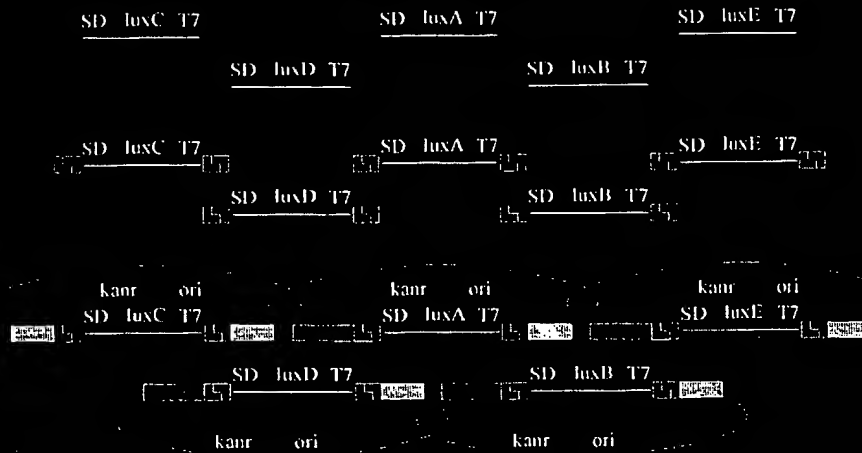 SD luxC T7 SD luxA T7 SD luxE T7
SD luxD T7 SD luxB T7
SD luxC T7 SD luxA T7 SD luxE T7
SD luxD T7 SD luxB T7
kanr ori kanr ori kanr ori
SD luxC T7 SD luxA T7 SD luxE T7
SD luxD T7 SD luxB T7
kanr ori kanr ori